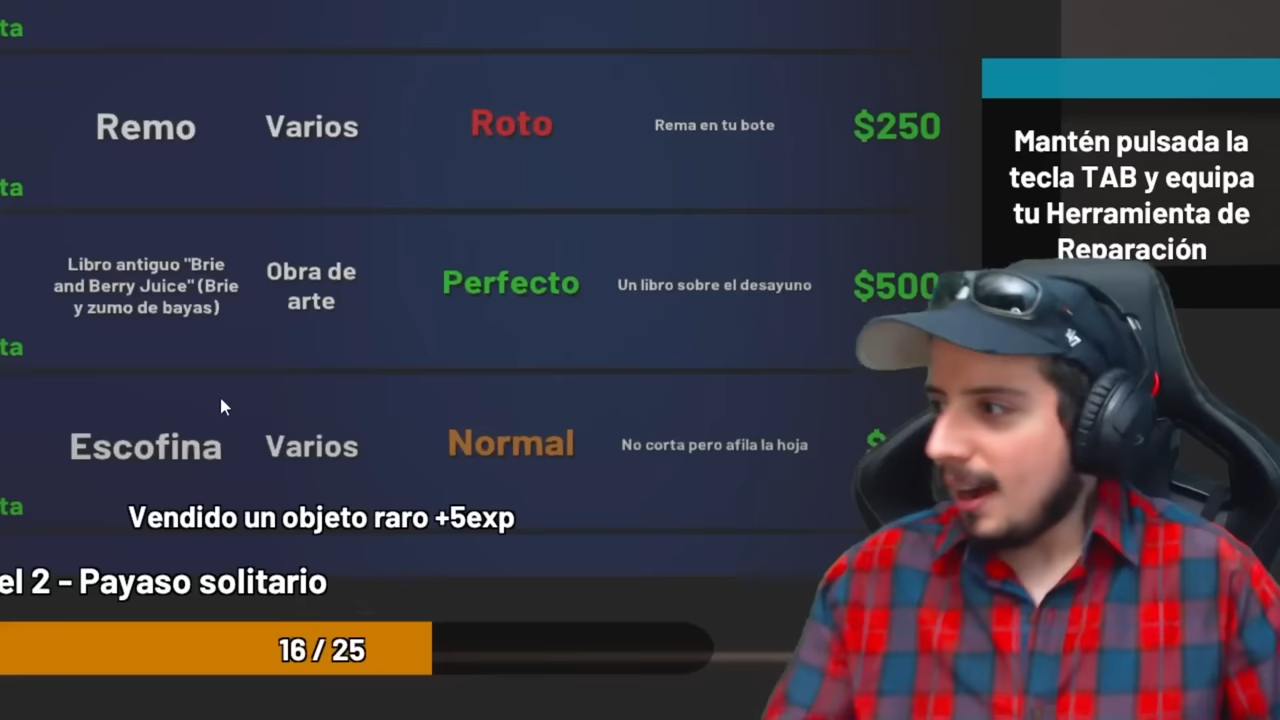 ta
Remo
Varios
Roto
Rema en tu bote
$250
Mantén pulsada la
tecla TAB y equipa
tu Herramienta de
Reparación
ta
Libro antiguo "Brie
and Berry Juice" (Brie
y zumo de bayas)
Obra de
arte
Perfecto
Un libro sobre el desayuno
$500
ta
Escofina
Varios
Normal
No corta pero afila la hoja
$
ta
Vendido un objeto raro +5exp
el 2 - Payaso solitario
16 / 25